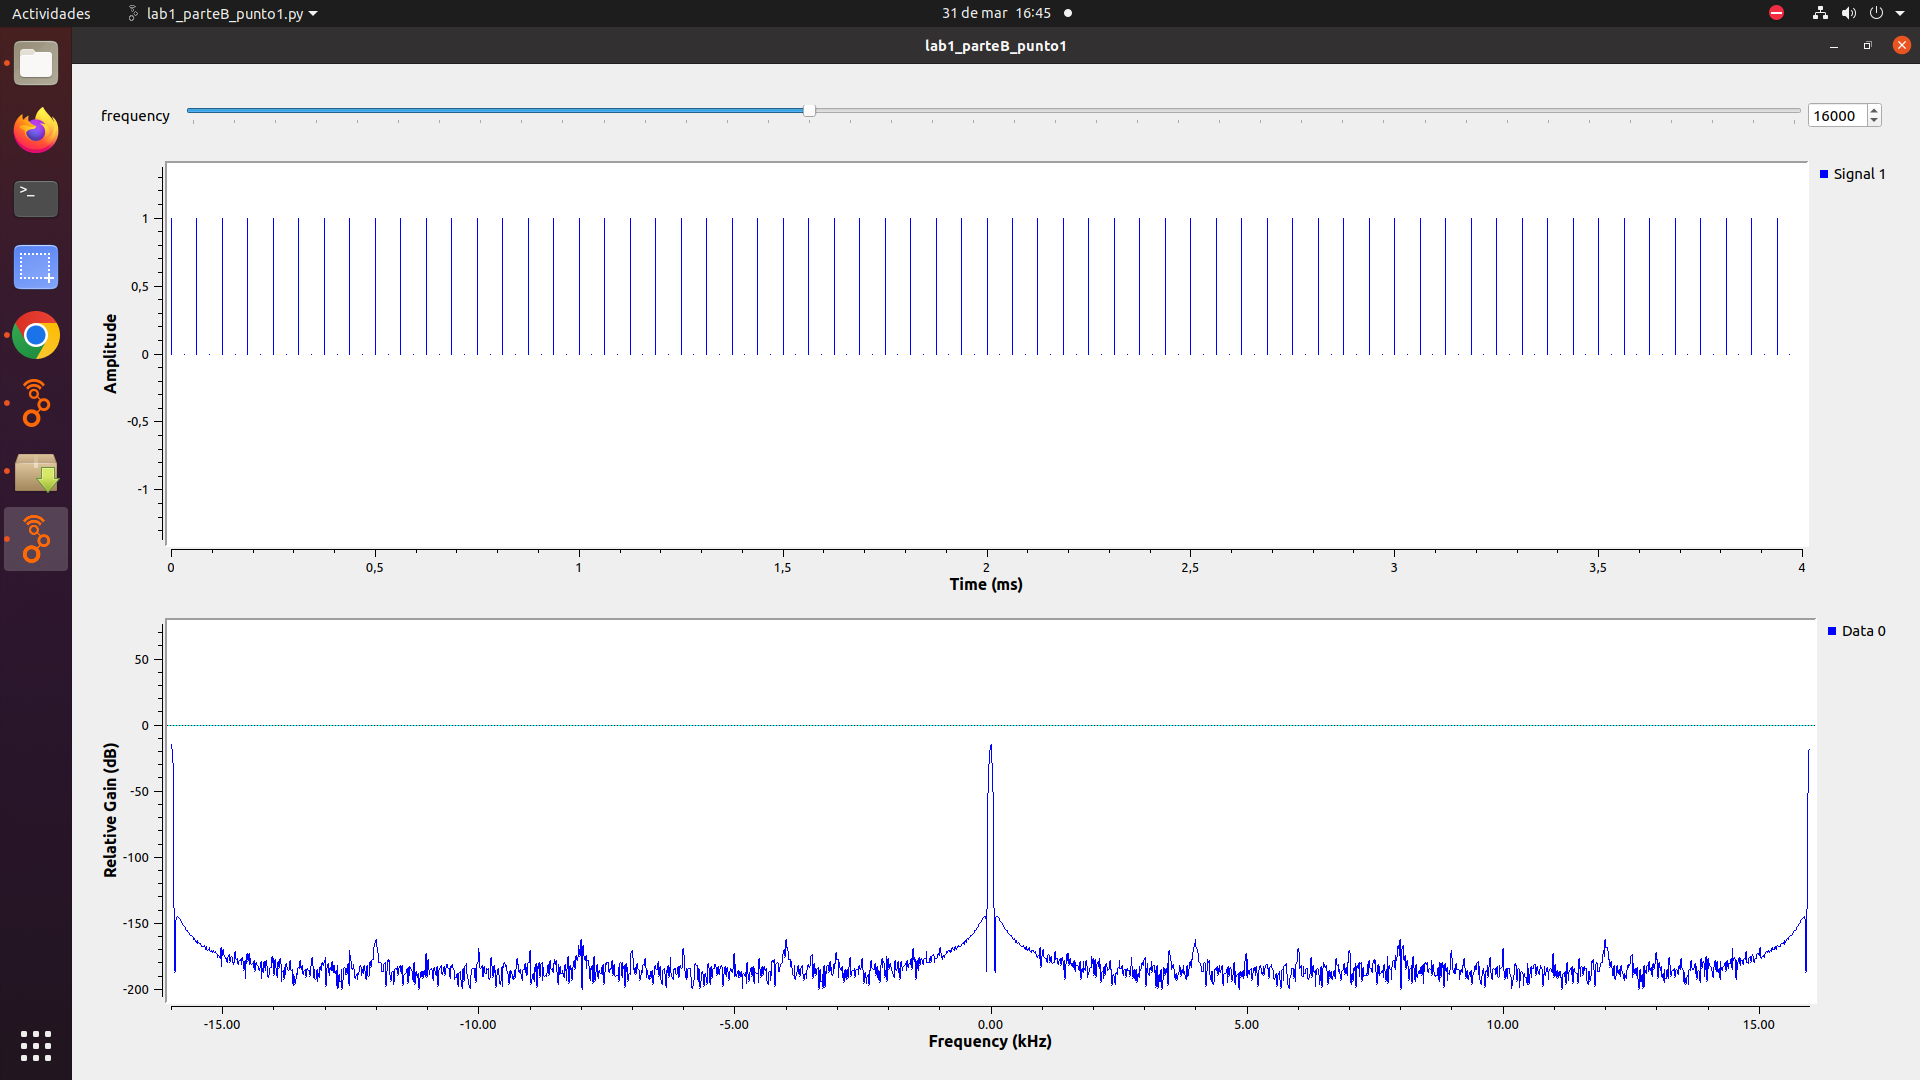 Actividades lab1_parteB_punto1.py 31 de mar 16:45
lab1_parteB_punto1
frequency 16000
Signal 1
1
0,5
0
-0,5
-1
Amplitude
0 0,5 1 1,5 2 2,5 3 3,5 4
Time (ms)
Data 0
50
0
-50
-100
-150
-200
Relative Gain (dB)
-15.00 -10.00 -5.00 0.00 5.00 10.00 15.00
Frequency (kHz)